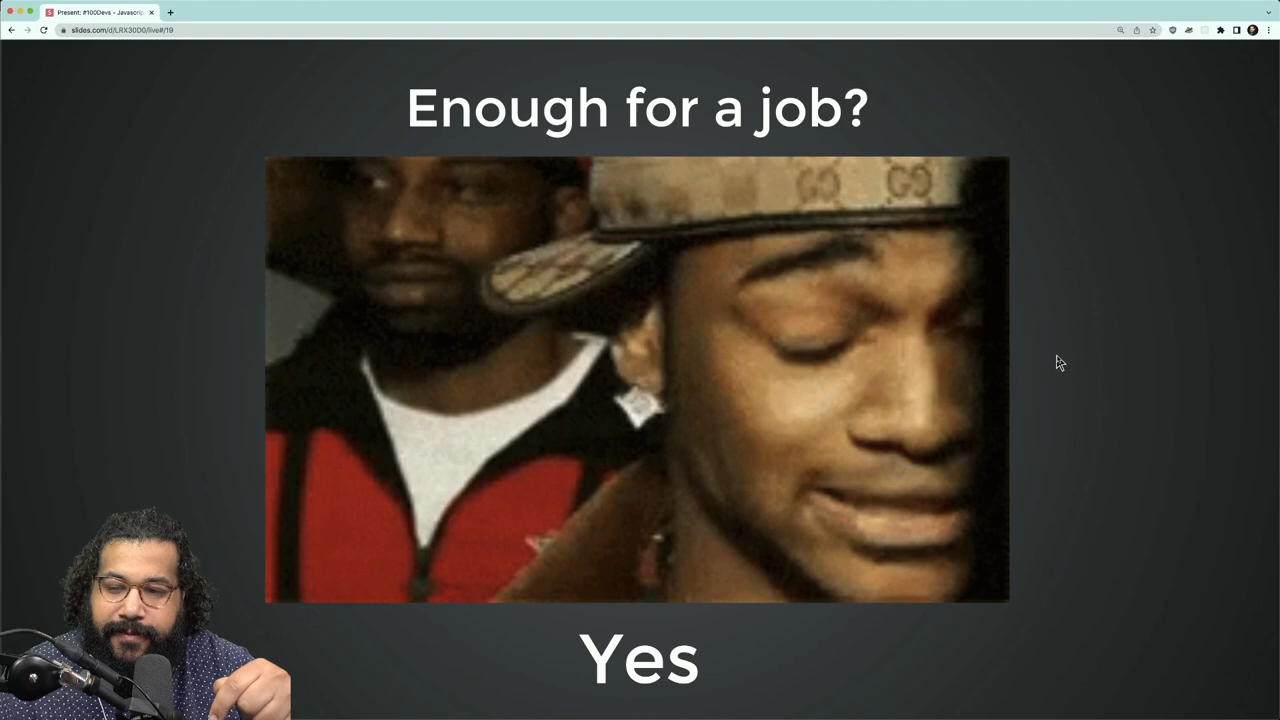 Present: #100Devs - Javascrip
slides.com/d/LRX30D0/live#/19
Enough for a job?
Yes